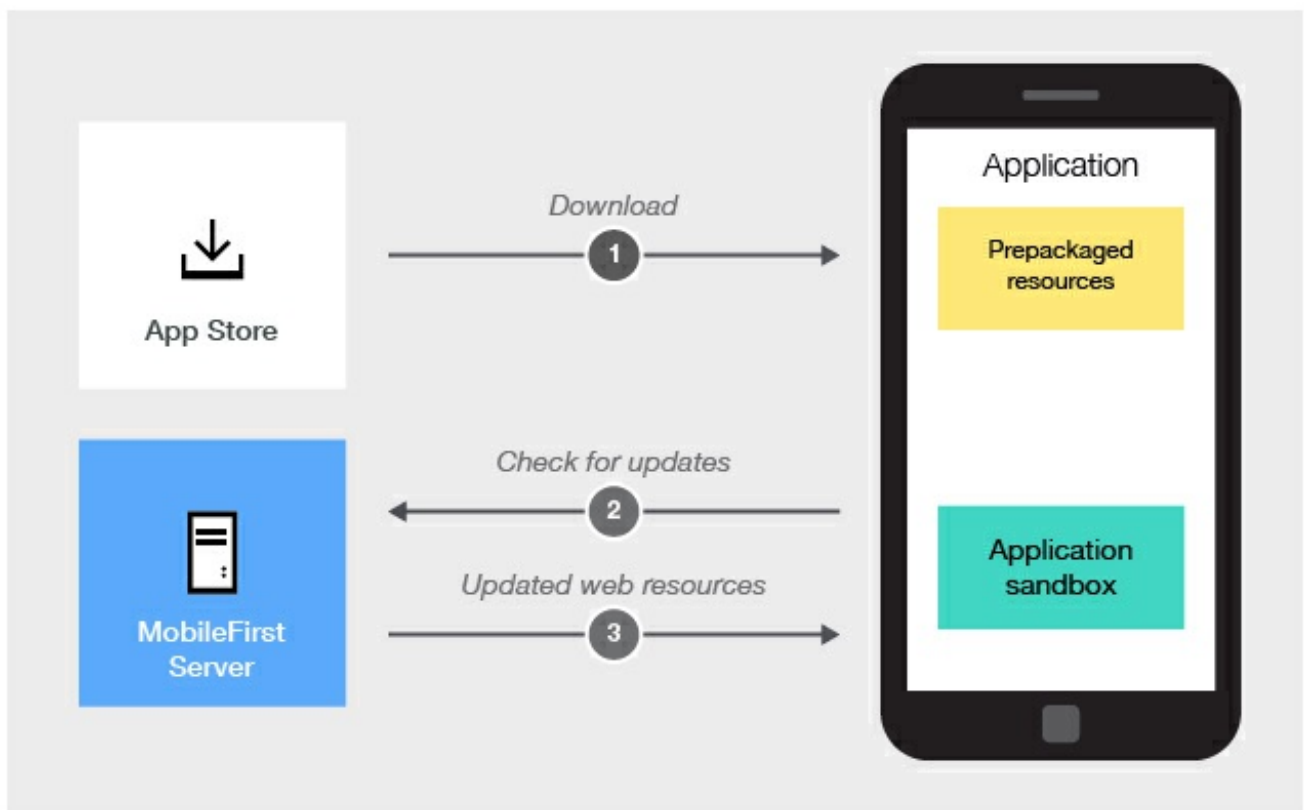 App Store
Download
1
Application
Prepackaged
resources
MobileFirst
Server
Check for updates
2
Updated web resources
3
Application
sandbox